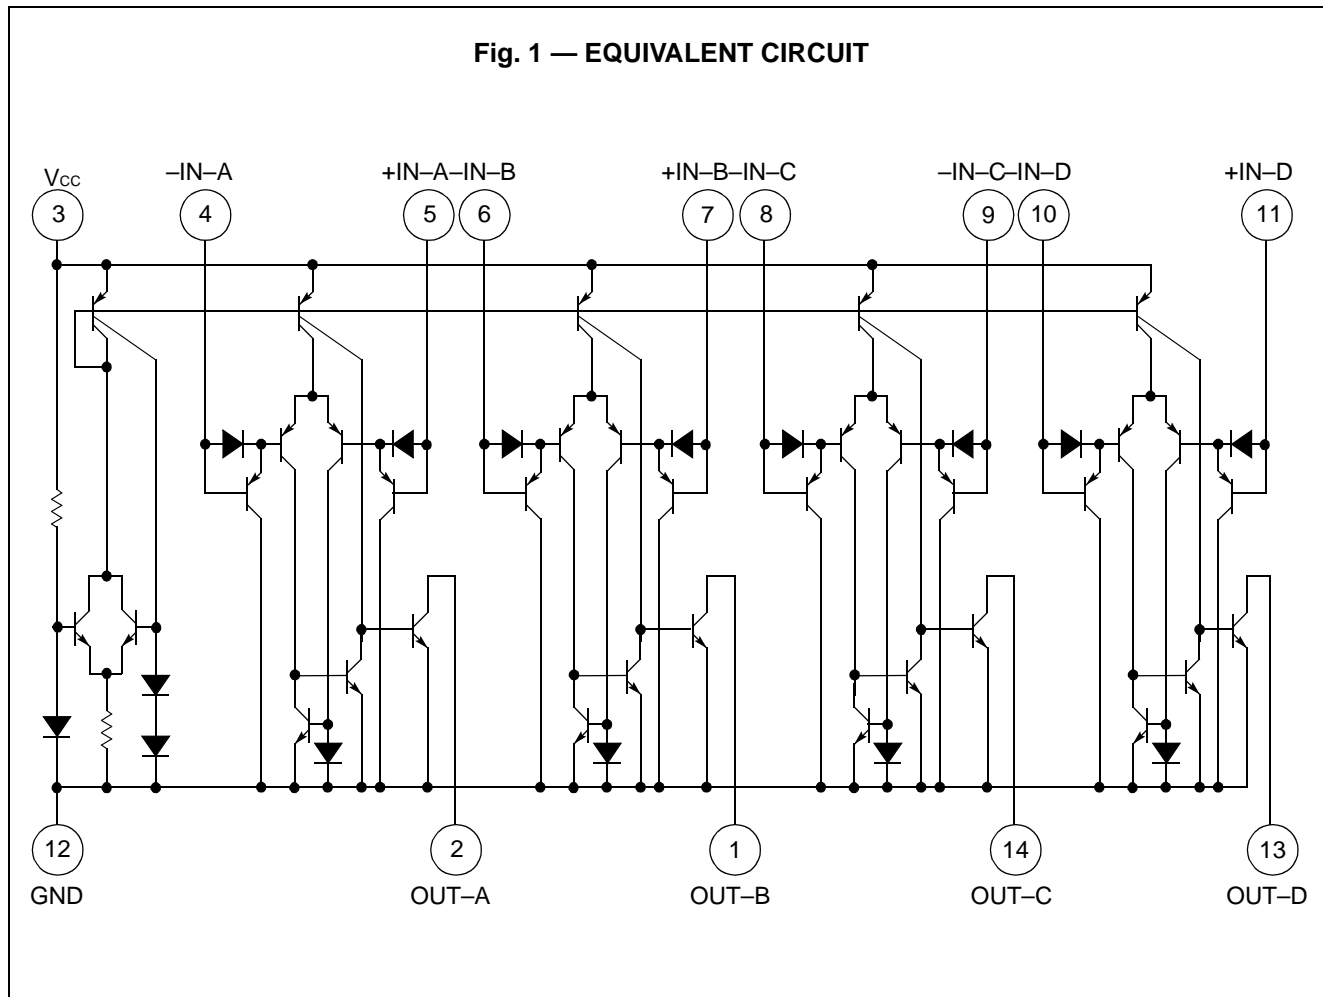 Fig. 1 — EQUIVALENT CIRCUIT
VCC –IN–A +IN–A–IN–B +IN–B–IN–C –IN–C–IN–D +IN–D
3 4 5 6 7 8 9 10 11
12 2 1 14 13
GND OUT–A OUT–B OUT–C OUT–D